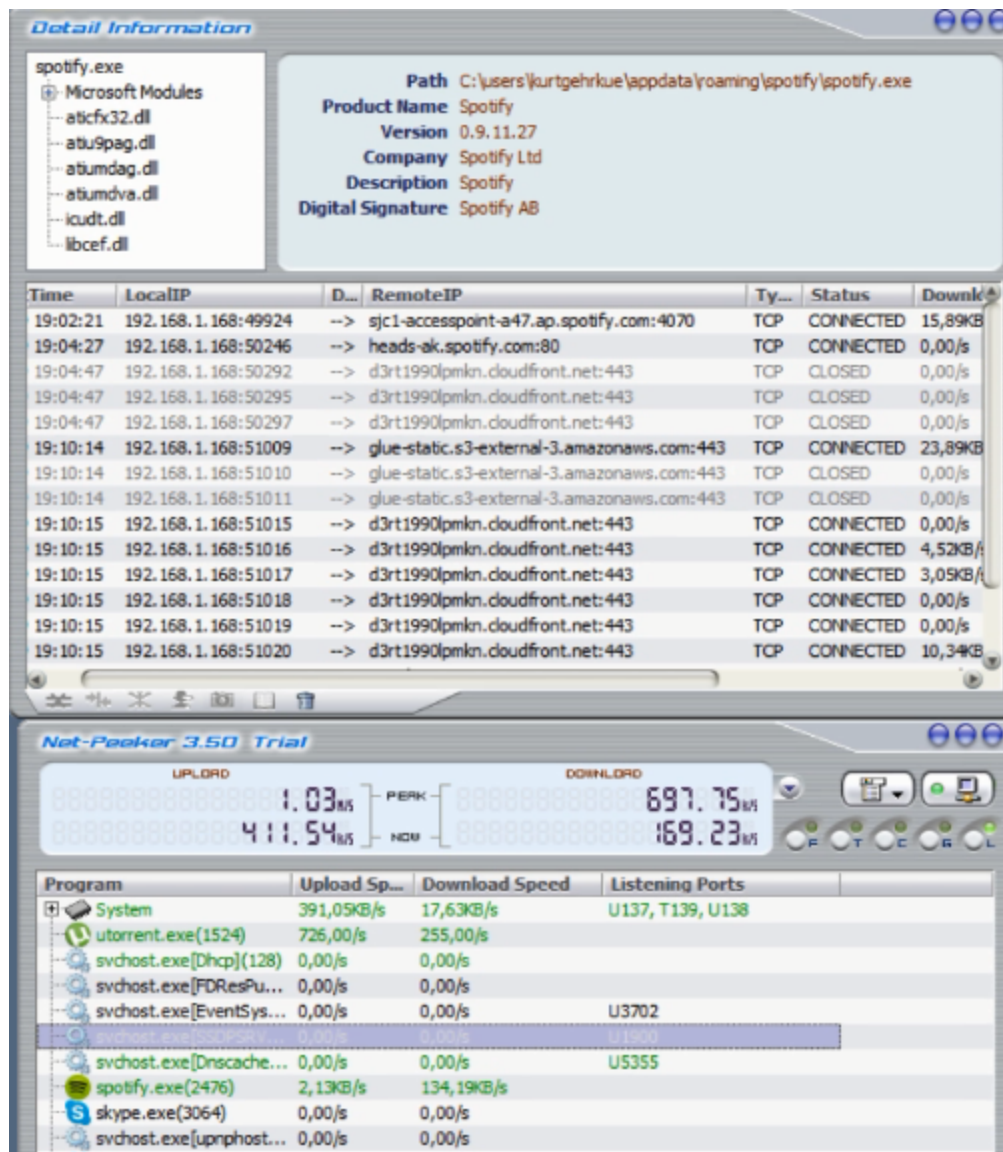 Detail Information
spotify.exe
Microsoft Modules
aticfx32.dll
atiu9pag.dll
atiumdag.dll
atiumdva.dll
icudt.dll
libcef.dll
Path C:\users\kurtgehrkue\appdata\roaming\spotify\spotify.exe
Product Name Spotify
Version 0.9.11.27
Company Spotify Ltd
Description Spotify
Digital Signature Spotify AB
Time LocalIP D... RemoteIP Ty... Status Downl
19:02:21 192.168.1.168:49924 --> sjc1-accesspoint-a47.ap.spotify.com:4070 TCP CONNECTED 15,89KB
19:04:27 192.168.1.168:50246 --> heads-ak.spotify.com:80 TCP CONNECTED 0,00/s
19:04:47 192.168.1.168:50292 --> d3rt1990lpmkn.cloudfront.net:443 TCP CLOSED 0,00/s
19:04:47 192.168.1.168:50295 --> d3rt1990lpmkn.cloudfront.net:443 TCP CLOSED 0,00/s
19:04:47 192.168.1.168:50297 --> d3rt1990lpmkn.cloudfront.net:443 TCP CLOSED 0,00/s
19:10:14 192.168.1.168:51009 --> glue-static.s3-external-3.amazonaws.com:443 TCP CONNECTED 23,89KB
19:10:14 192.168.1.168:51010 --> glue-static.s3-external-3.amazonaws.com:443 TCP CLOSED 0,00/s
19:10:14 192.168.1.168:51011 --> glue-static.s3-external-3.amazonaws.com:443 TCP CLOSED 0,00/s
19:10:15 192.168.1.168:51015 --> d3rt1990lpmkn.cloudfront.net:443 TCP CONNECTED 0,00/s
19:10:15 192.168.1.168:51016 --> d3rt1990lpmkn.cloudfront.net:443 TCP CONNECTED 4,52KB/
19:10:15 192.168.1.168:51017 --> d3rt1990lpmkn.cloudfront.net:443 TCP CONNECTED 3,05KB/
19:10:15 192.168.1.168:51018 --> d3rt1990lpmkn.cloudfront.net:443 TCP CONNECTED 0,00/s
19:10:15 192.168.1.168:51019 --> d3rt1990lpmkn.cloudfront.net:443 TCP CONNECTED 0,00/s
19:10:15 192.168.1.168:51020 --> d3rt1990lpmkn.cloudfront.net:443 TCP CONNECTED 10,34KB
Net-Peeker 3.50 Trial
UPLOAD DOWNLOAD
1.03 M/S PEAK 697.75 K/S
411.54 K/S NOW 169.23 K/S
F T C G L
Program Upload Sp... Download Speed Listening Ports
System 391,05KB/s 17,63KB/s U137, T139, U138
utorrent.exe(1524) 726,00/s 255,00/s
svchost.exe[Dhcp](128) 0,00/s 0,00/s
svchost.exe[FDResPu... 0,00/s 0,00/s
svchost.exe[EventSys... 0,00/s 0,00/s U3702
svchost.exe[SSDPSRV... 0,00/s 0,00/s U1900
svchost.exe[Dnscache... 0,00/s 0,00/s U5355
spotify.exe(2476) 2,13KB/s 134,19KB/s
skype.exe(3064) 0,00/s 0,00/s
svchost.exe[upnphost... 0,00/s 0,00/s